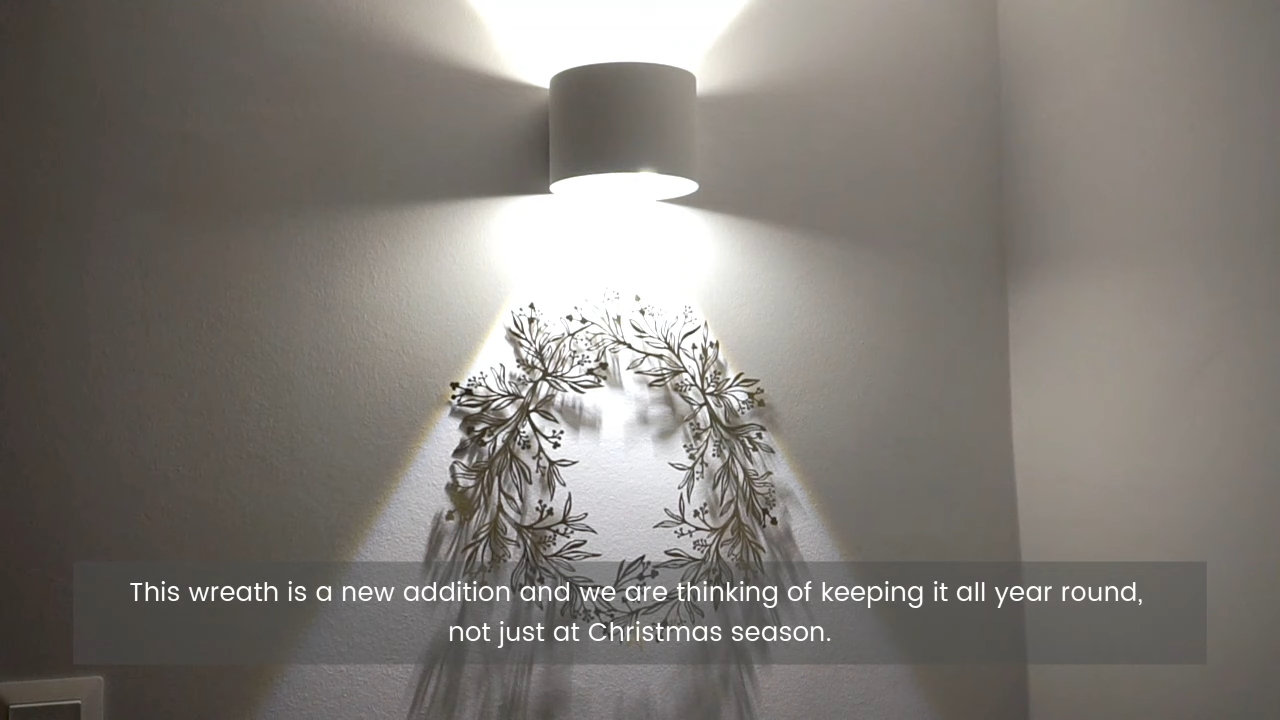 This wreath is a new addition and we are thinking of keeping it all year round,
not just at Christmas season.